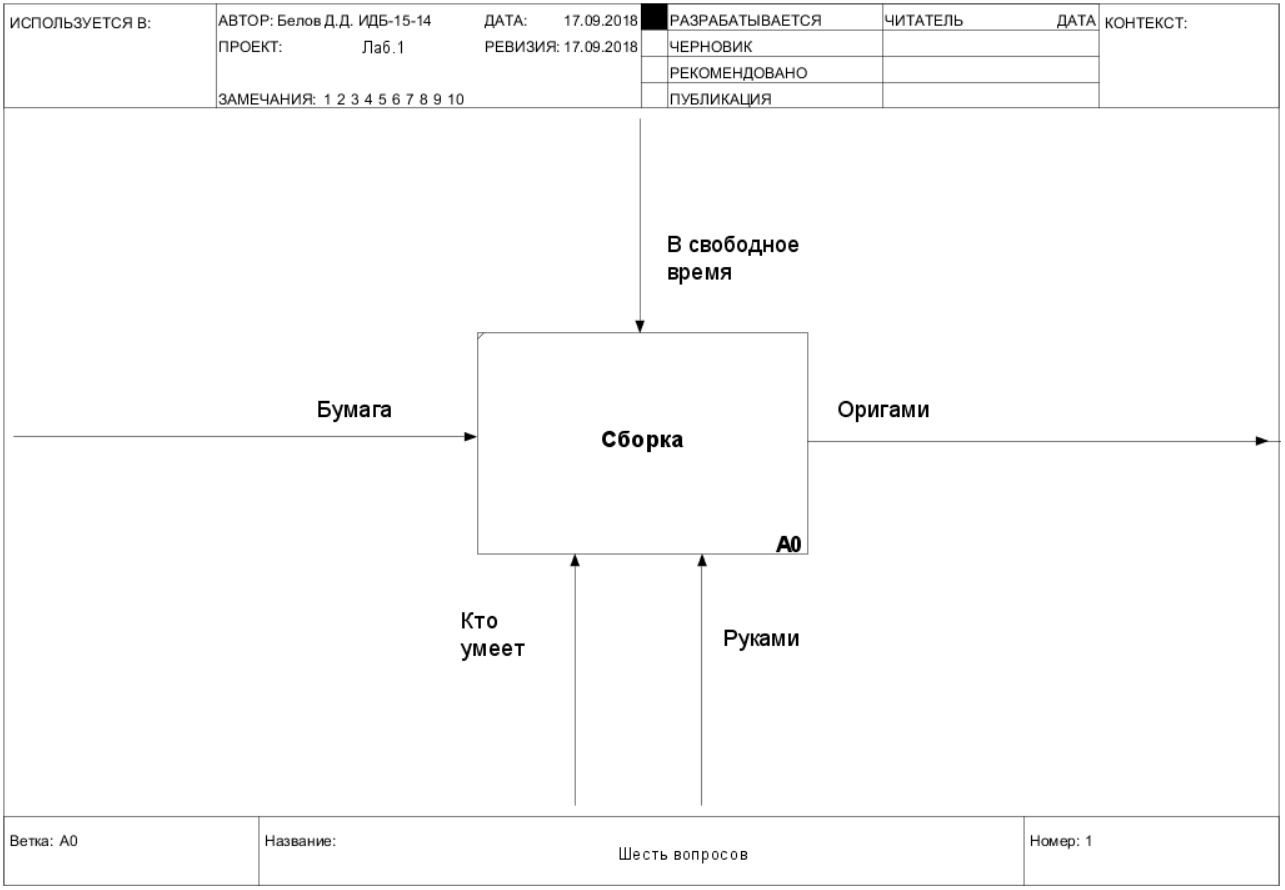 ИСПОЛЬЗУЕТСЯ В:
АВТОР: Белов Д.Д. ИДБ-15-14
ДАТА: 17.09.2018
РАЗРАБАТЫВАЕТСЯ
ЧИТАТЕЛЬ ДАТА
КОНТЕКСТ:
ПРОЕКТ: Лаб.1
РЕВИЗИЯ: 17.09.2018
ЧЕРНОВИК
РЕКОМЕНДОВАНО
ЗАМЕЧАНИЯ: 1 2 3 4 5 6 7 8 9 10
ПУБЛИКАЦИЯ
В свободное
время
Бумага
Оригами
Сборка
A0
Кто
умеет
Руками
Ветка: A0
Название:
Шесть вопросов
Номер: 1